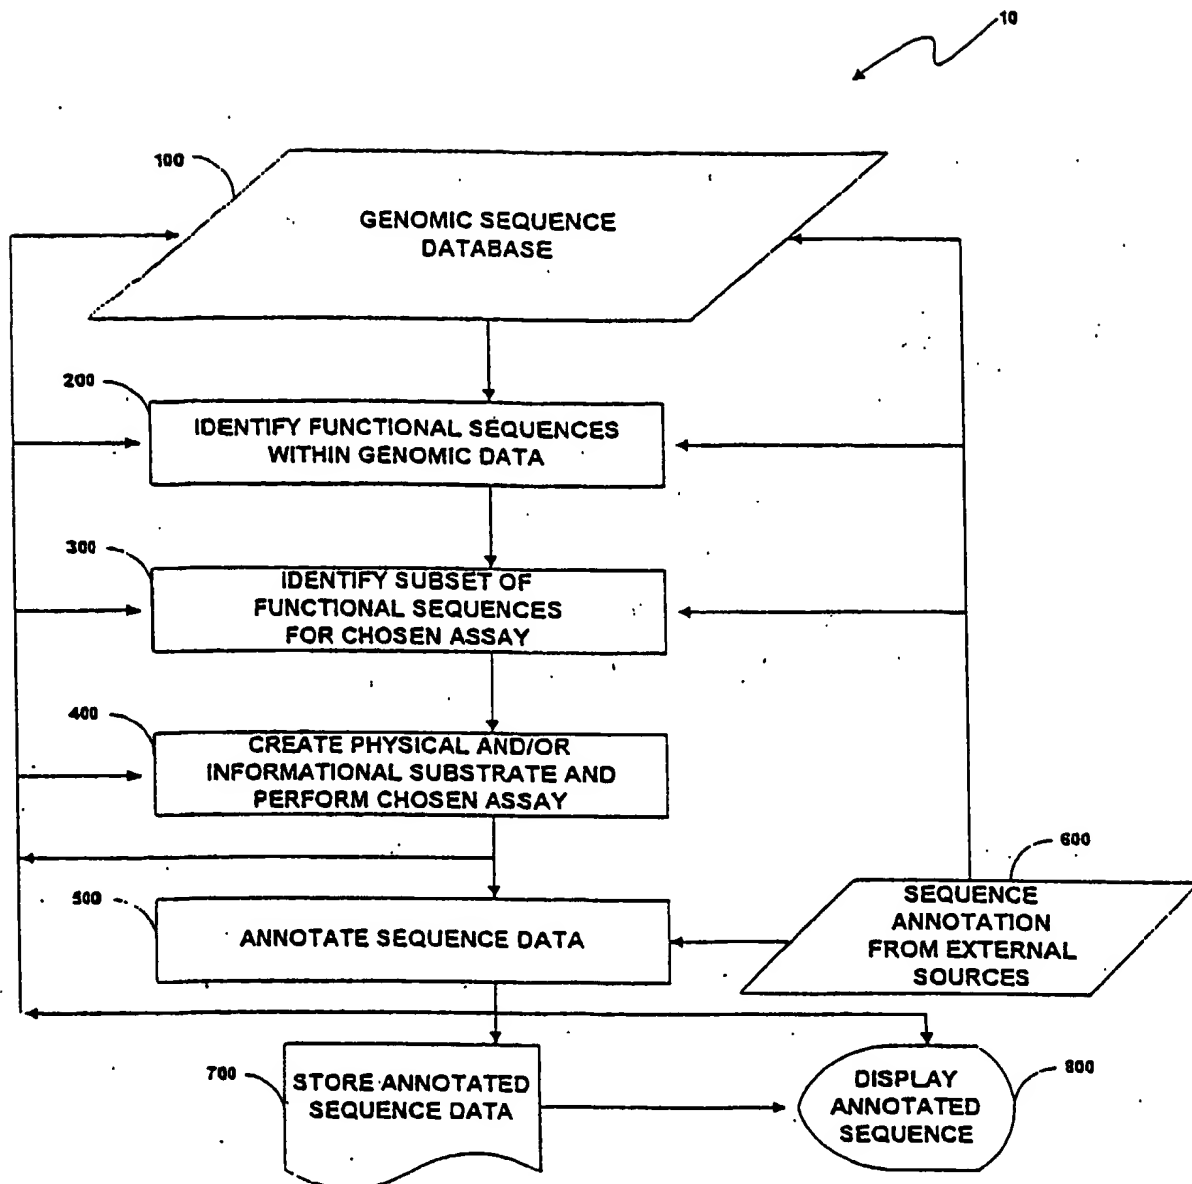 10
100
GENOMIC SEQUENCE
DATABASE
200
IDENTIFY FUNCTIONAL SEQUENCES
WITHIN GENOMIC DATA
300
IDENTIFY SUBSET OF
FUNCTIONAL SEQUENCES
FOR CHOSEN ASSAY
400
CREATE PHYSICAL AND/OR
INFORMATIONAL SUBSTRATE AND
PERFORM CHOSEN ASSAY
500
ANNOTATE SEQUENCE DATA
600
SEQUENCE
ANNOTATION
FROM EXTERNAL
SOURCES
700
STORE ANNOTATED
SEQUENCE DATA
800
DISPLAY
ANNOTATED
SEQUENCE